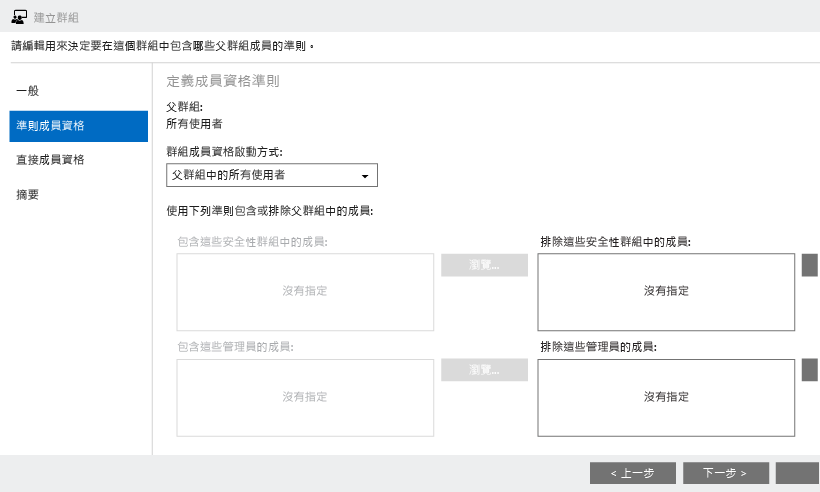 建立群組
請編輯用來決定要在這個群組中包含哪些父群組成員的準則。
一般
準則成員資格
直接成員資格
摘要
定義成員資格準則
父群組:
所有使用者
群組成員資格啟動方式:
父群組中的所有使用者
使用下列準則包含或排除父群組中的成員:
包含這些安全性群組中的成員:
沒有指定
瀏覽...
排除這些安全性群組中的成員:
沒有指定
包含這些管理員的成員:
沒有指定
瀏覽...
排除這些管理員的成員:
沒有指定
< 上一步
下一步 >